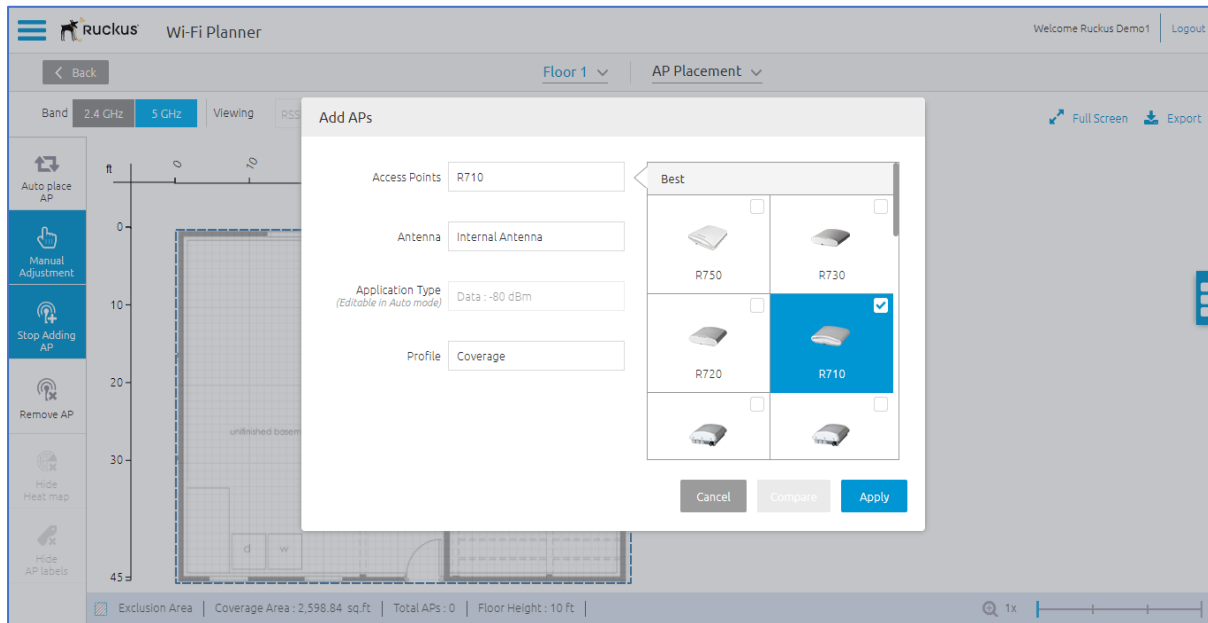 Ruckus Wi-Fi Planner Welcome Ruckus Demo1 Logout
Back Floor 1 AP Placement
Band 2.4 GHz 5 GHz Viewing RSS Full Screen Export
Add APs
Auto place
AP
Manual
Adjustment
Stop Adding
AP
Remove AP
Hide
Heat map
Hide
AP labels
ft 0 10
0
10
20
30
45
unfinished basem
d w
Access Points R710
Antenna Internal Antenna
Application Type Data : -80 dBm
(Editable in Auto mode)
Profile Coverage
Best
R750 R730
R720 R710
Cancel Compare Apply
Exclusion Area | Coverage Area : 2,598.84 sq.ft | Total APs : 0 | Floor Height : 10 ft | 1x